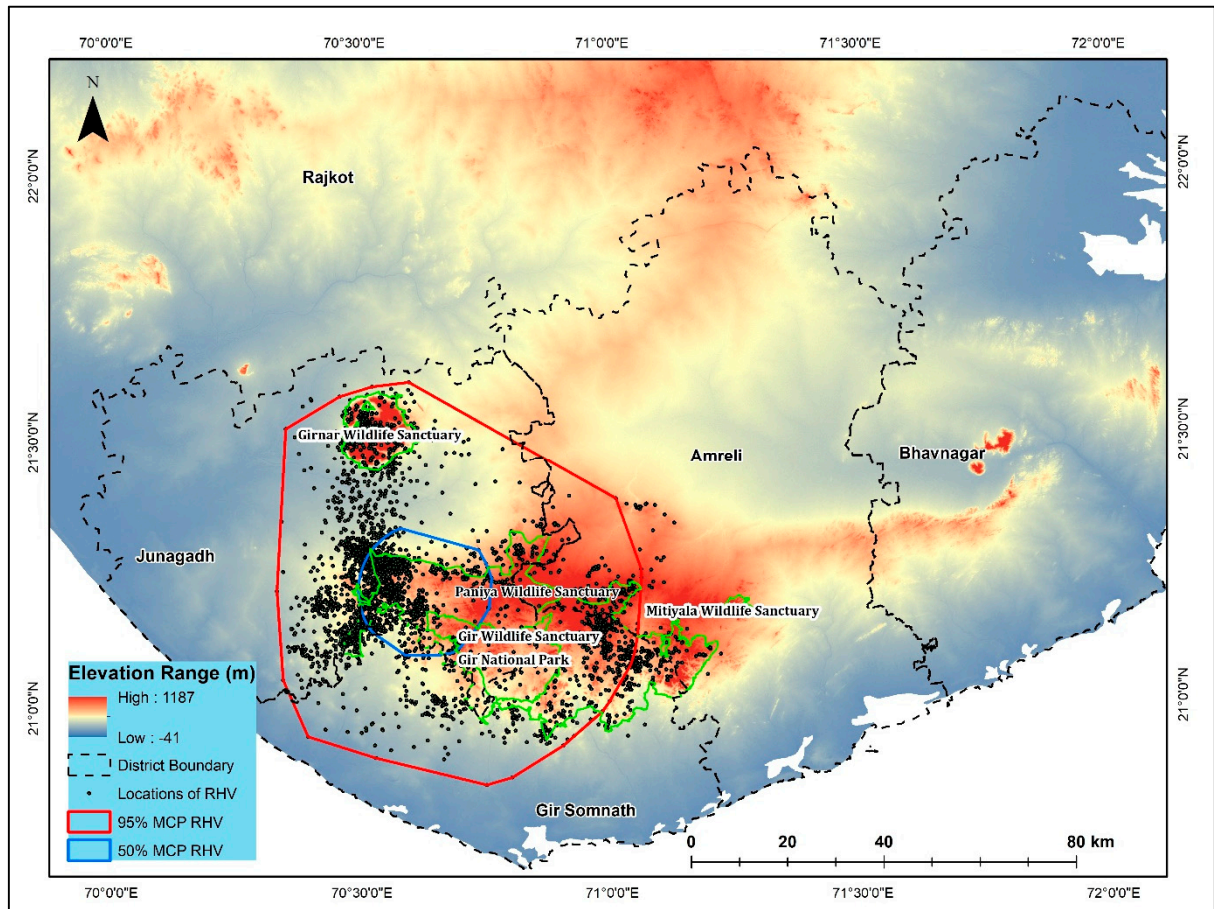 70°0'0"E 70°30'0"E 71°0'0"E 71°30'0"E 72°0'0"E
N
22°0'0"N
22°0'0"N
Rajkot
21°30'0"N
21°30'0"N
Girnar Wildlife Sanctuary
Amreli
Bhavnagar
Junagadh
Paniya Wildlife Sanctuary
Mitiyala Wildlife Sanctuary
Gir Wildlife Sanctuary
Gir National Park
21°0'0"N
21°0'0"N
Elevation Range (m)
High : 1187
Low : -41
District Boundary
Locations of RHV
95% MCP RHV
50% MCP RHV
Gir Somnath
0 20 40 80 km
70°0'0"E 70°30'0"E 71°0'0"E 71°30'0"E 72°0'0"E